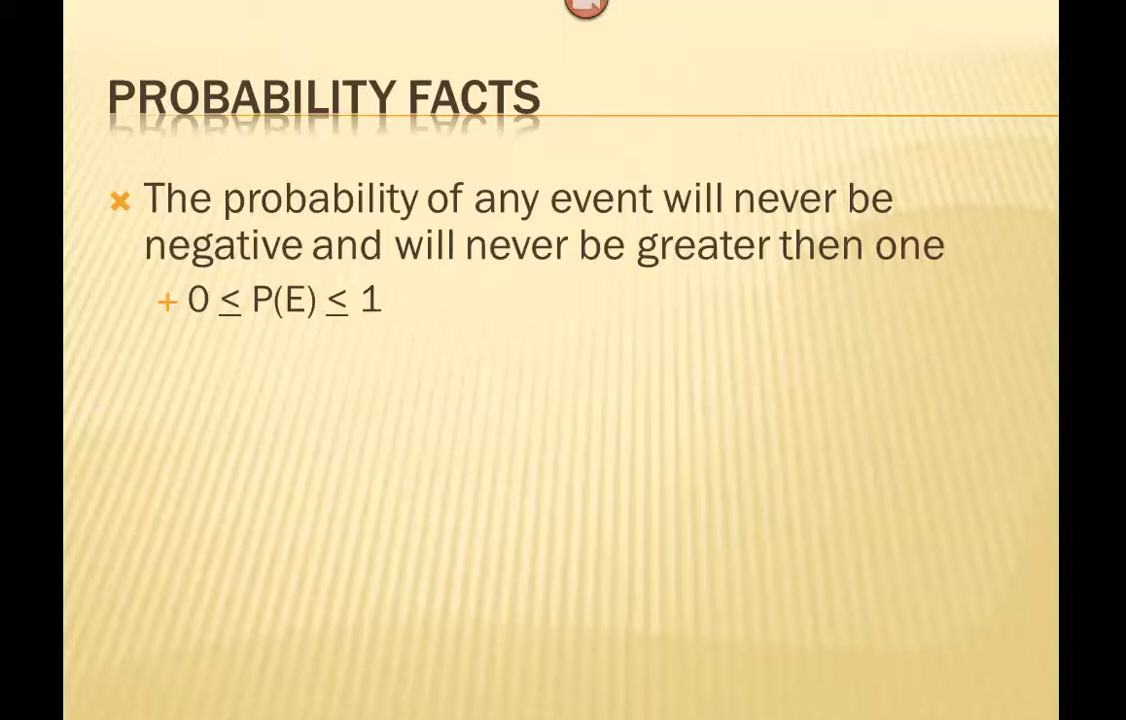 PROBABILITY FACTS
The probability of any event will never be
negative and will never be greater then one
+ 0 ≤ P(E) ≤ 1